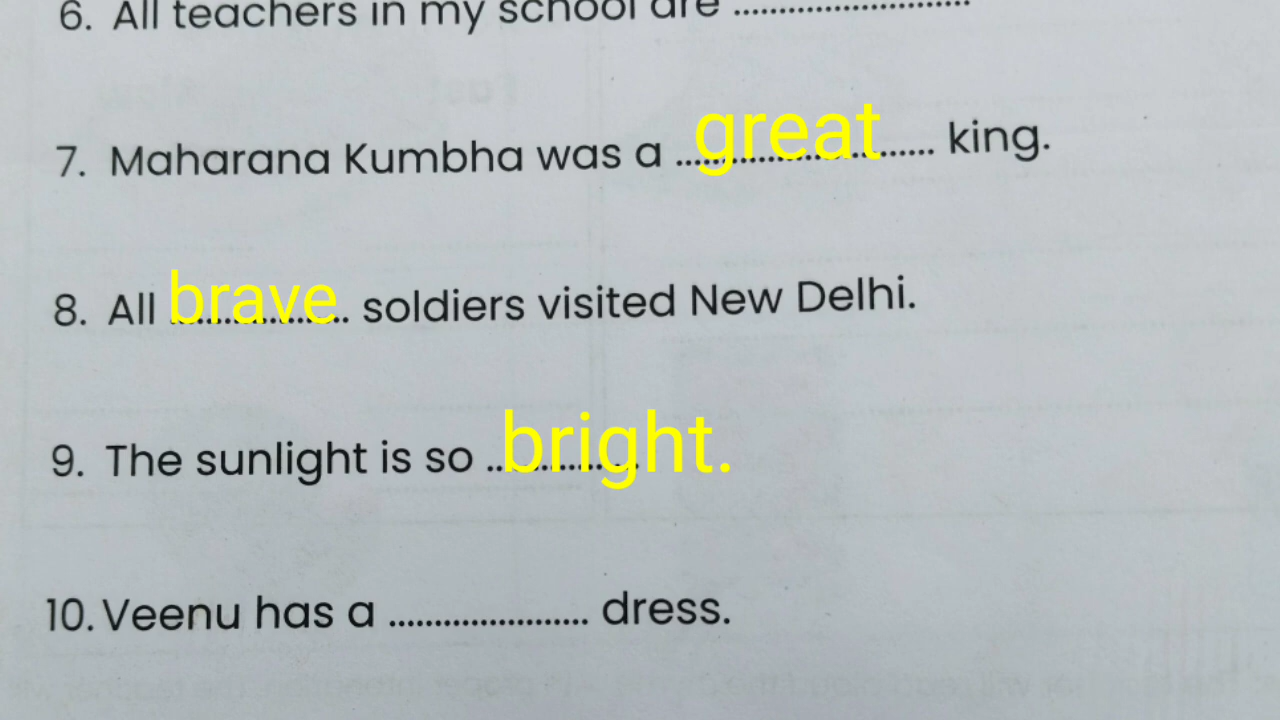 6. All teachers in my school are ..........................
7. Maharana Kumbha was a great king.
8. All brave soldiers visited New Delhi.
9. The sunlight is so bright.
10. Veenu has a ...................... dress.